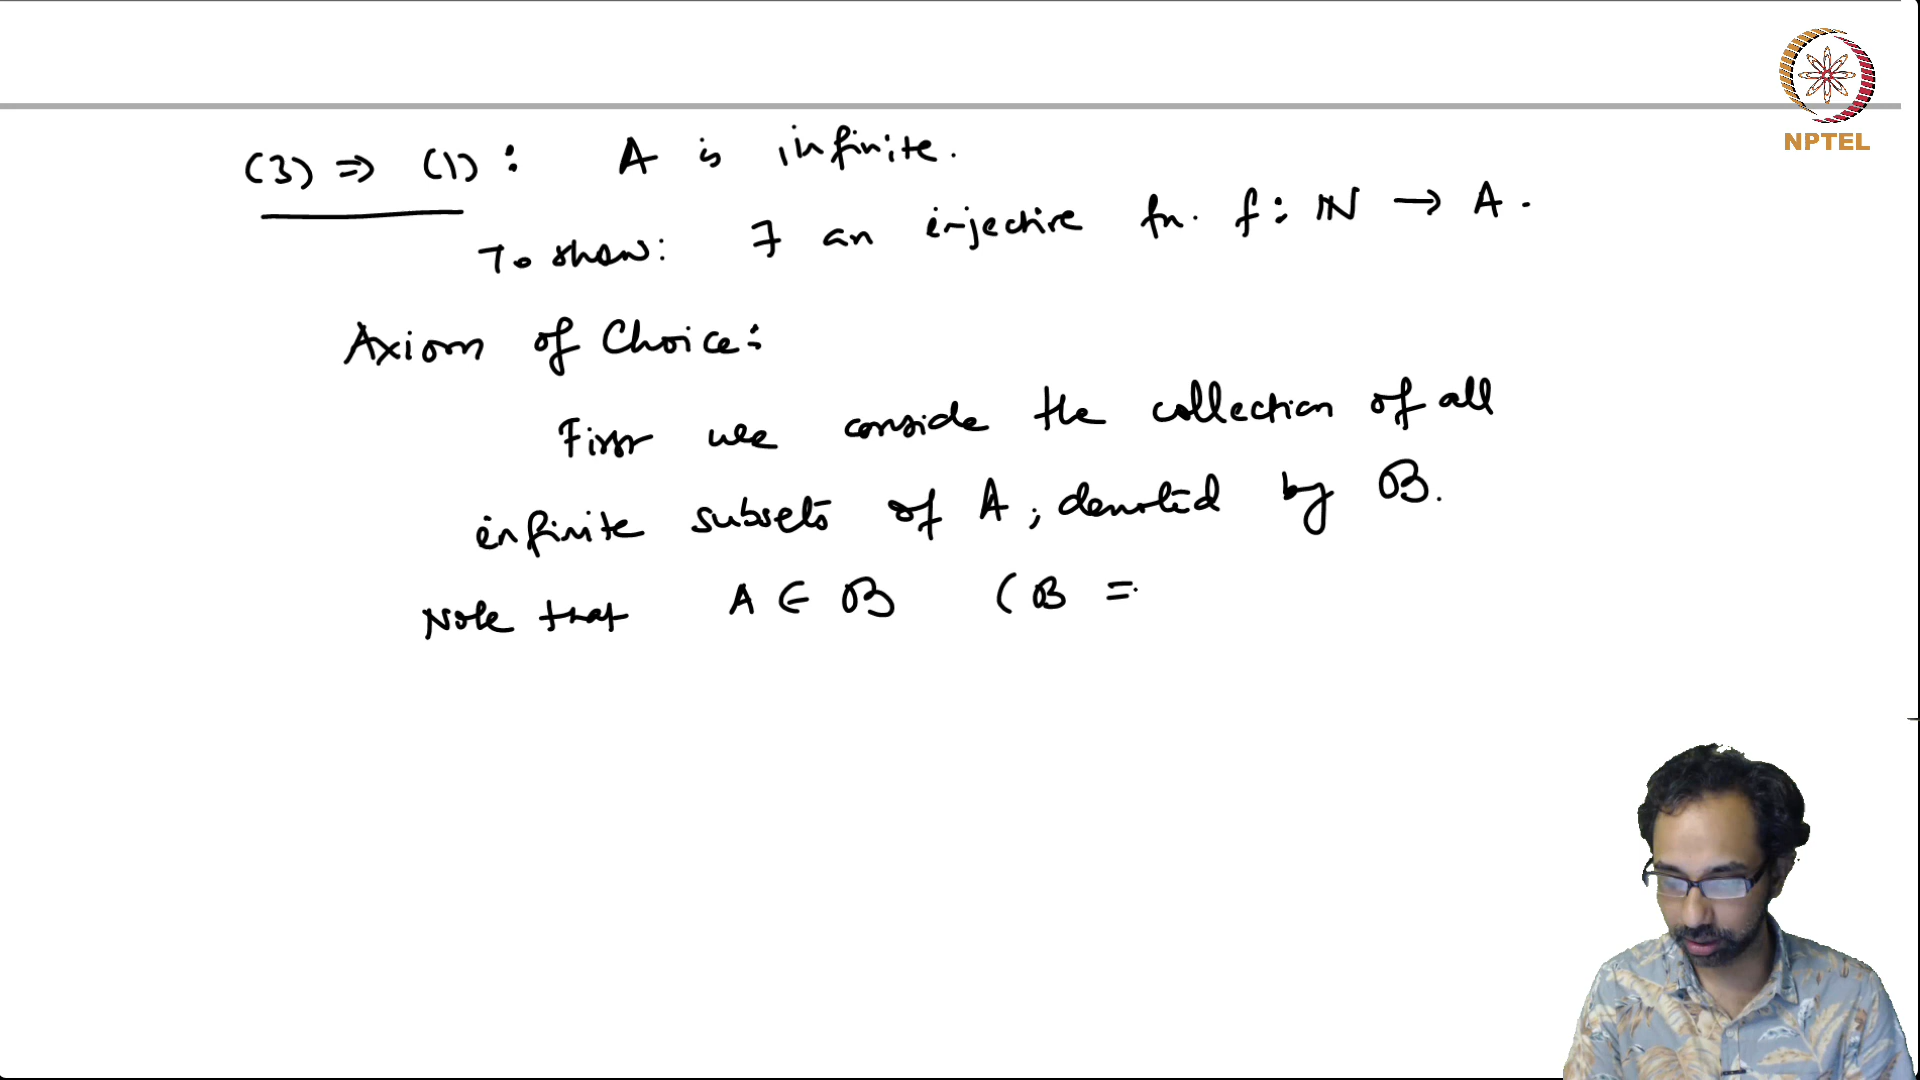 NPTEL
(3) ⇒ (1): A is infinite.
To show: ∃ an injective fn. f: ℕ → A.
Axiom of Choice:
First we conside the collection of all
infinite subsets of A, denoted by ℬ.
Note that A ∈ ℬ (ℬ =